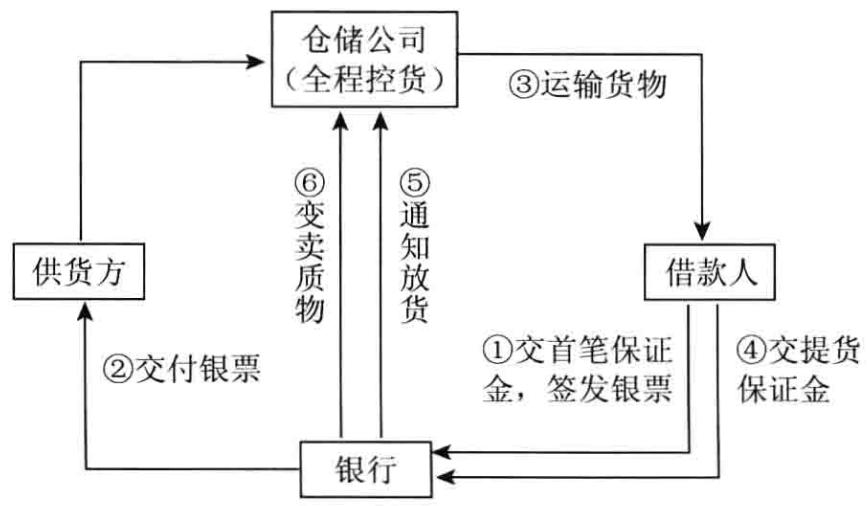 仓储公司
（全程控货）
③运输货物
⑥变卖质物
⑤通知放货
供货方
借款人
②交付银票
①交首笔保证
金，签发银票
④交提货
保证金
银行